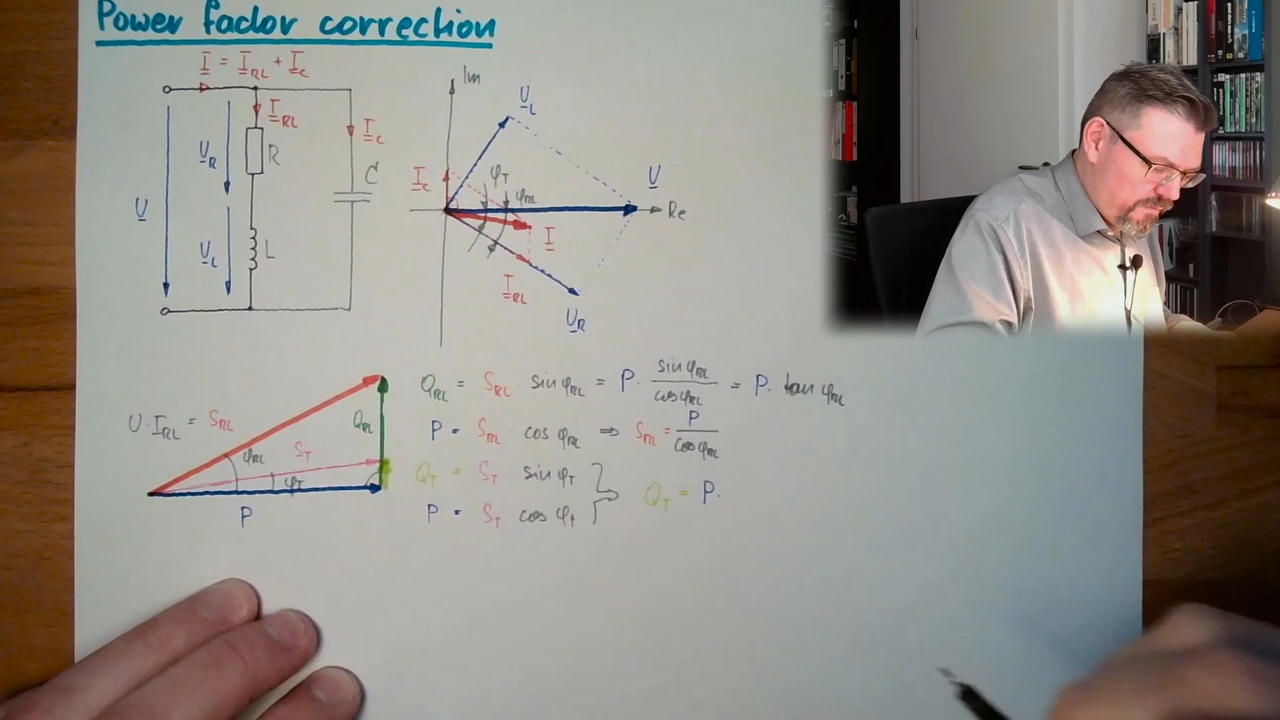 Power factor correction
I = I_RL + I_C
I_RL
I_C
R
C
U_R
U
U_L
L
Im
U_L
I_C
φ_T
φ_RL
U
Re
I
I_RL
U_R
U · I_RL = S_RL
Q_RL
φ_RL
S_T
φ_T
P
Q_RL = S_RL · sin φ_RL = P · sin φ_RL / cos φ_RL = P · tan φ_RL
P = S_RL · cos φ_RL ⇒ S_RL = P / cos φ_RL
Q_T = S_T · sin φ_T
P = S_T · cos φ_T
⇒ Q_T = P ·